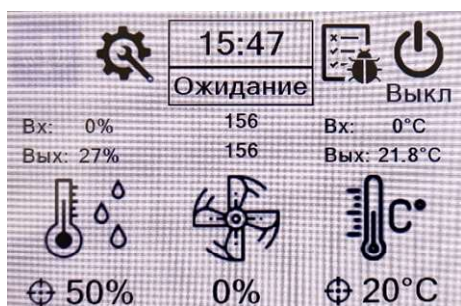 15:47
Ожидание
Выкл
Вх: 0% 156 Вх: 0°C
Вых: 27% 156 Вых: 21.8°C
C°
50% 0% 20°C